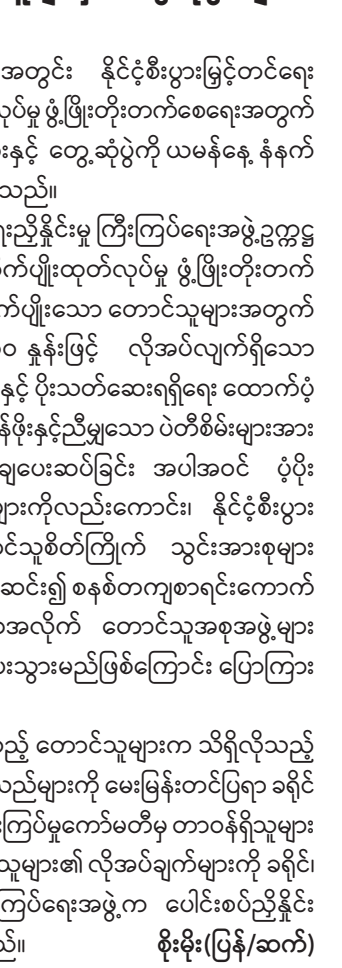 အတွင်း နိုင်ငံ့စီးပွားမြှင့်တင်ရေး
လုပ်မှု ဖွံ့ဖြိုးတိုးတက်စေရေးအတွက်
းနှင့် တွေ့ဆုံပွဲကို ယမန်နေ့ နံနက်
သည်။
ရေးညှိနှိုင်းမှု ကြီးကြပ်ရေးအဖွဲ့ဥက္ကဋ္ဌ
က်ပျိုးထုတ်လုပ်မှု ဖွံ့ဖြိုးတိုးတက်
က်ပျိုးသော တောင်သူများအတွက်
နှုန်းဖြင့် လိုအပ်လျက်ရှိသော
နှင့် ပိုးသတ်ဆေးရရှိရေး ထောက်ပံ့
န်ဖိုးနှင့်ညီမျှသော ပဲတီစိမ်းများအား
ချပေးဆပ်ခြင်း အပါအဝင် ပံ့ပိုး
များကိုလည်းကောင်း၊ နိုင်ငံ့စီးပွား
င်သူစိတ်ကြိုက် သွင်းအားစုများ
ဆင်း၍ စနစ်တကျစာရင်းကောက်
အလိုက် တောင်သူအစုအဖွဲ့များ
ပေးသွားမည်ဖြစ်ကြောင်း ပြောကြား
သည့် တောင်သူများက သိရှိလိုသည့်
သည်များကို မေးမြန်းတင်ပြရာ ခရိုင်
းကြပ်မှုကော်မတီမှ တာဝန်ရှိသူများ
သူများ၏ လိုအပ်ချက်များကို ခရိုင်၊
ကြပ်ရေးအဖွဲ့က ပေါင်းစပ်ညှိနှိုင်း
သည်။ စိုးမိုး(ပြန်/ဆက်)